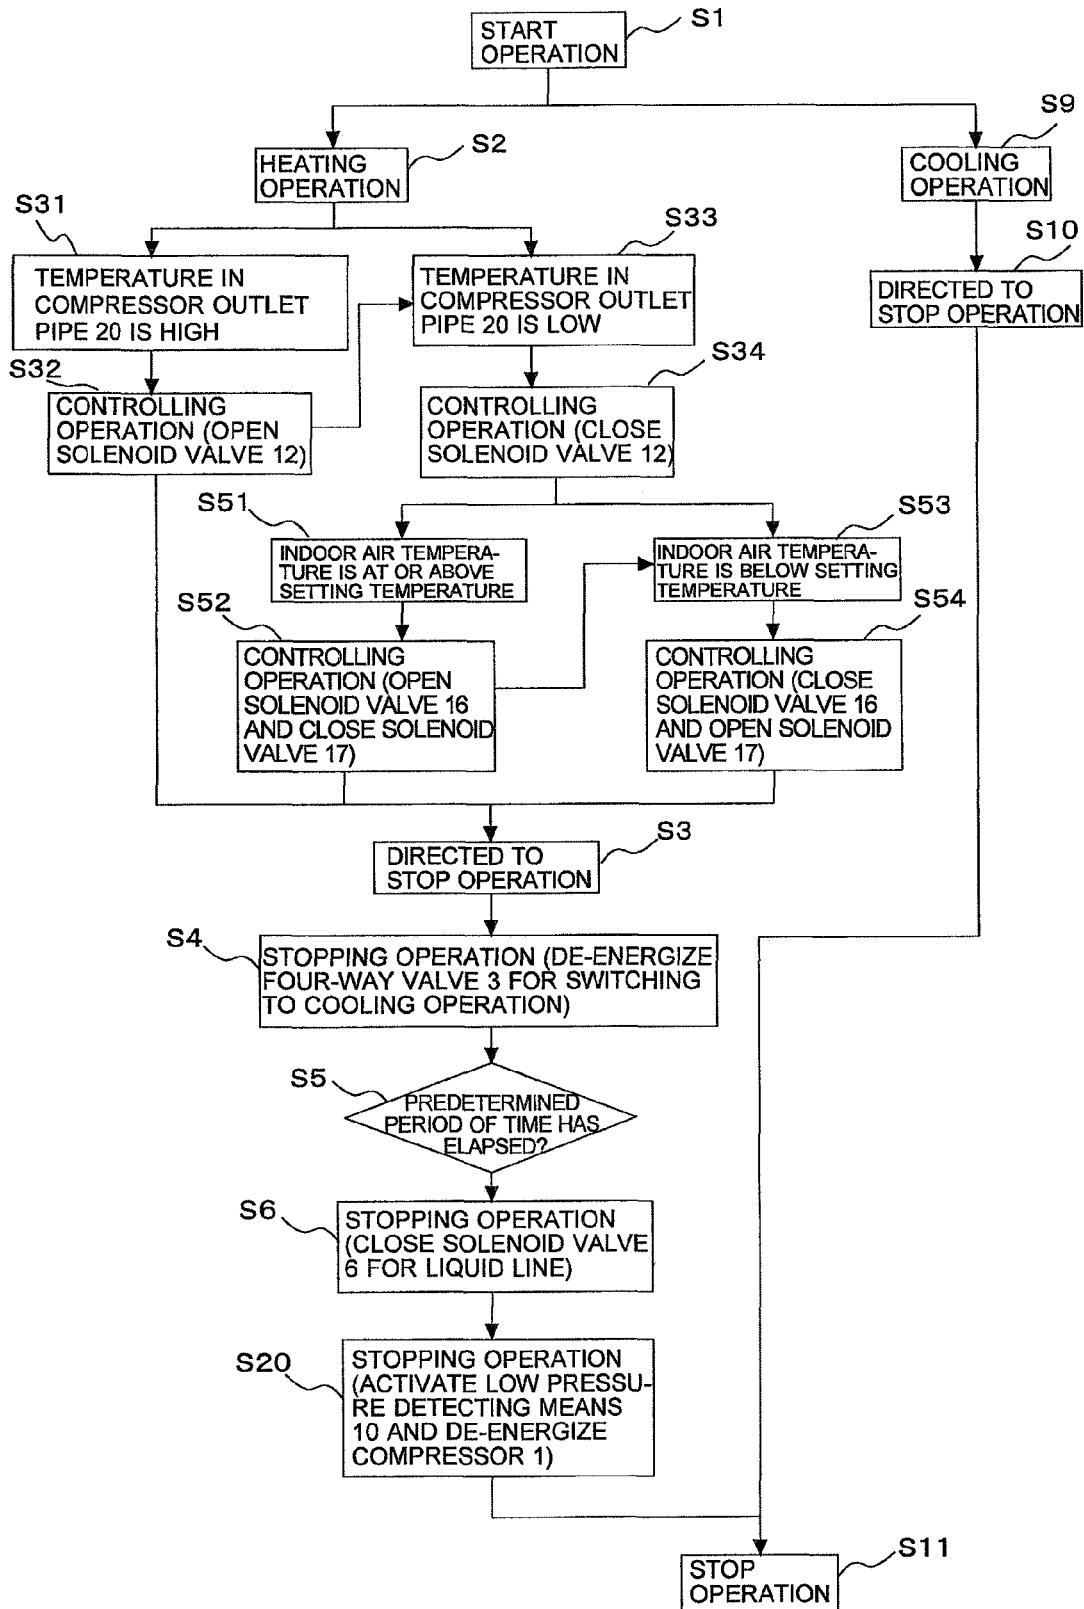 S1
START
OPERATION
S2
HEATING
OPERATION
S9
COOLING
OPERATION
S10
DIRECTED TO
STOP OPERATION
S31
TEMPERATURE IN
COMPRESSOR OUTLET
PIPE 20 IS HIGH
S33
TEMPERATURE IN
COMPRESSOR OUTLET
PIPE 20 IS LOW
S32
CONTROLLING
OPERATION (OPEN
SOLENOID VALVE 12)
S34
CONTROLLING
OPERATION (CLOSE
SOLENOID VALVE 12)
S51
INDOOR AIR TEMPERA-
TURE IS AT OR ABOVE
SETTING TEMPERATURE
S53
INDOOR AIR TEMPERA-
TURE IS BELOW SETTING
TEMPERATURE
S52
CONTROLLING
OPERATION (OPEN
SOLENOID VALVE 16
AND CLOSE SOLENOID
VALVE 17)
S54
CONTROLLING
OPERATION (CLOSE
SOLENOID VALVE 16
AND OPEN SOLENOID
VALVE 17)
S3
DIRECTED TO
STOP OPERATION
S4
STOPPING OPERATION (DE-ENERGIZE
FOUR-WAY VALVE 3 FOR SWITCHING
TO COOLING OPERATION)
S5
PREDETERMINED
PERIOD OF TIME HAS
ELAPSED?
S6
STOPPING OPERATION
(CLOSE SOLENOID VALVE
6 FOR LIQUID LINE)
S20
STOPPING OPERATION
(ACTIVATE LOW PRESSU-
RE DETECTING MEANS
10 AND DE-ENERGIZE
COMPRESSOR 1)
S11
STOP
OPERATION